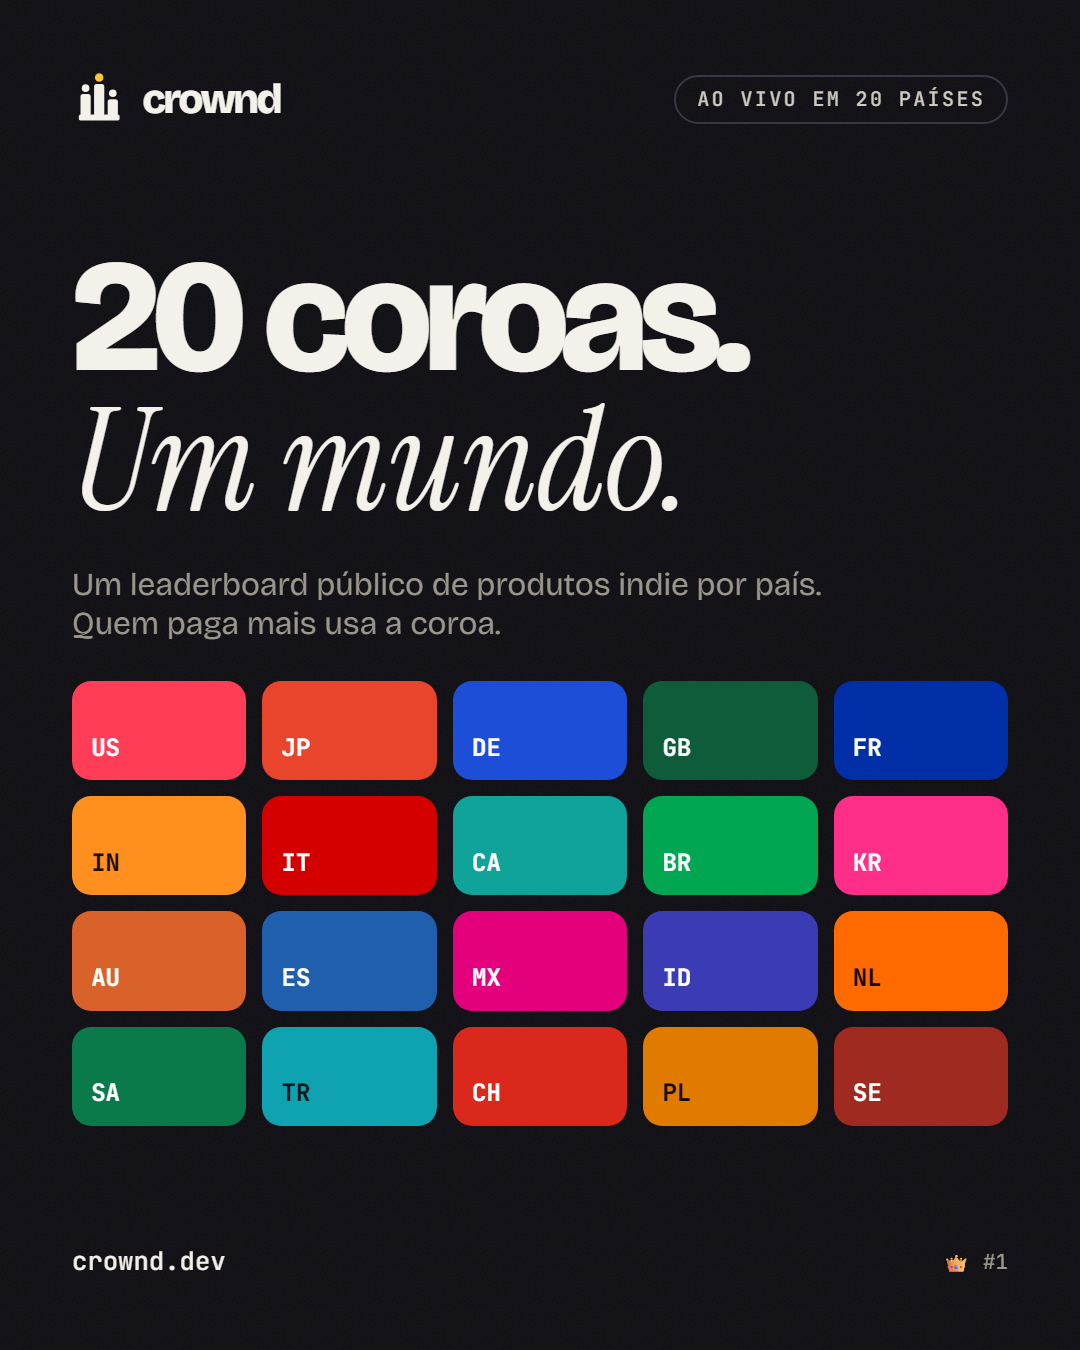 crownd
AO VIVO EM 20 PAÍSES
20 coroas.
Um mundo.
Um leaderboard público de produtos indie por país.
Quem paga mais usa a coroa.
US JP DE GB FR
IN IT CA BR KR
AU ES MX ID NL
SA TR CH PL SE
crownd.dev
👑 #1